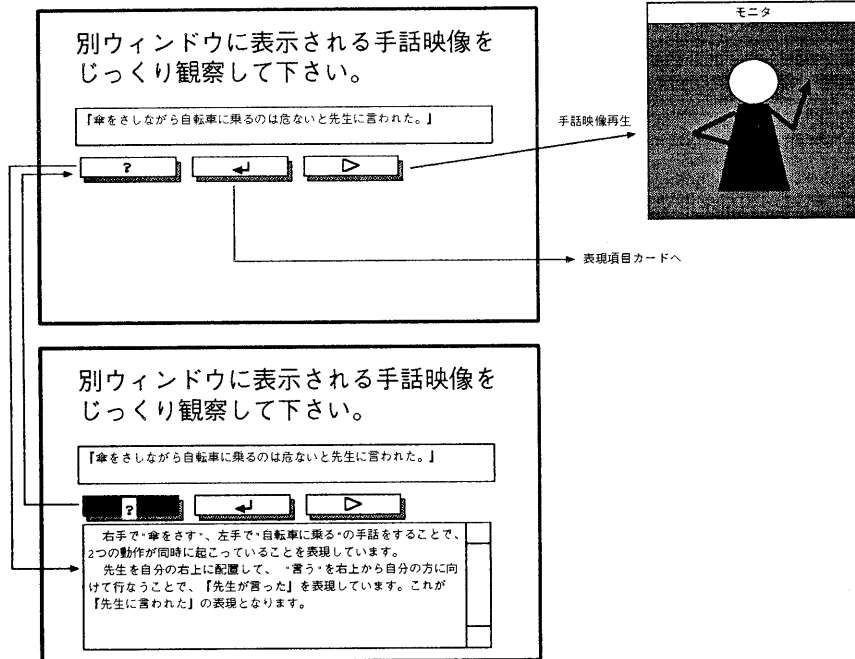 別ウィンドウに表示される手話映像を
じっくり観察して下さい。
『傘をさしながら自転車に乗るのは危ないと先生に言われた。』
?
モニタ
手話映像再生
表現項目カードへ
別ウィンドウに表示される手話映像を
じっくり観察して下さい。
『傘をさしながら自転車に乗るのは危ないと先生に言われた。』
?
右手で"傘をさす"、左手で"自転車に乗る"の手話をすることで、
2つの動作が同時に起こっていることを表現しています。
先生を自分の右上に配置して、"言う"を右上から自分の方に向
けて行なうことで、『先生が言った』を表現しています。これが
『先生に言われた』の表現となります。